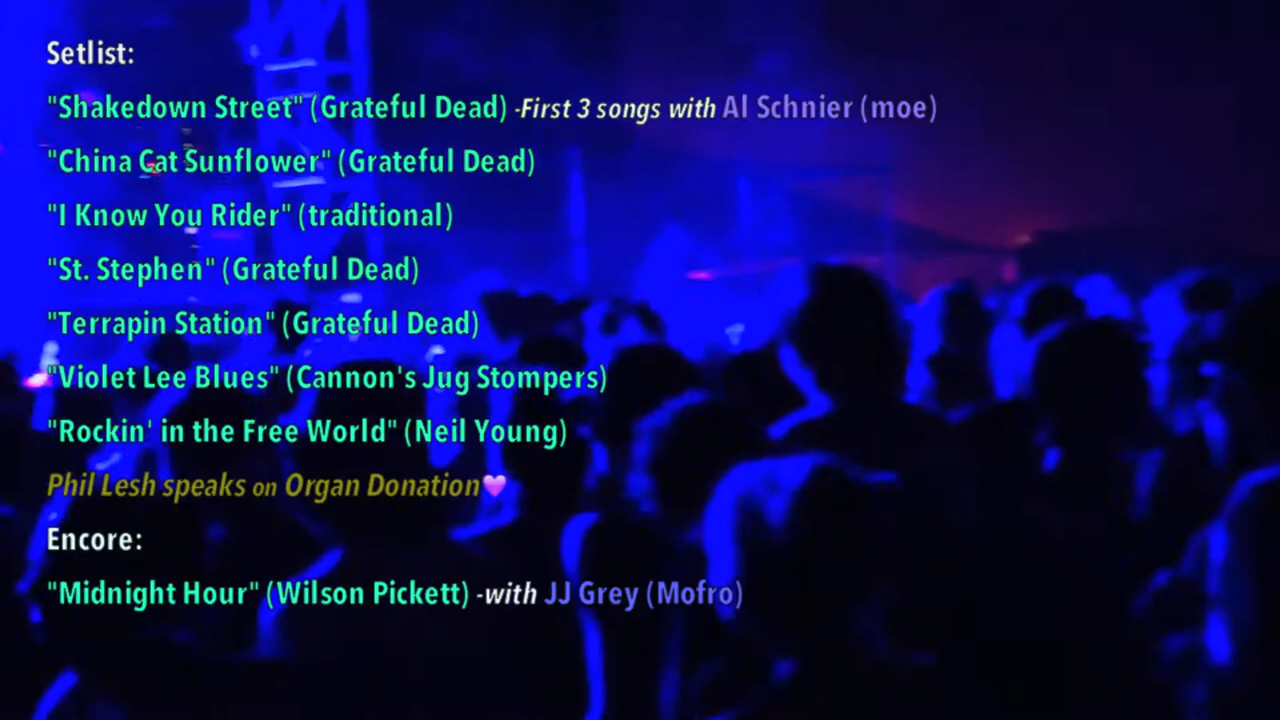 Setlist:
"Shakedown Street" (Grateful Dead) -First 3 songs with Al Schnier (moe)
"China Cat Sunflower" (Grateful Dead)
"I Know You Rider" (traditional)
"St. Stephen" (Grateful Dead)
"Terrapin Station" (Grateful Dead)
"Violet Lee Blues" (Cannon's Jug Stompers)
"Rockin' in the Free World" (Neil Young)
Phil Lesh speaks on Organ Donation💜
Encore:
"Midnight Hour" (Wilson Pickett) -with JJ Grey (Mofro)